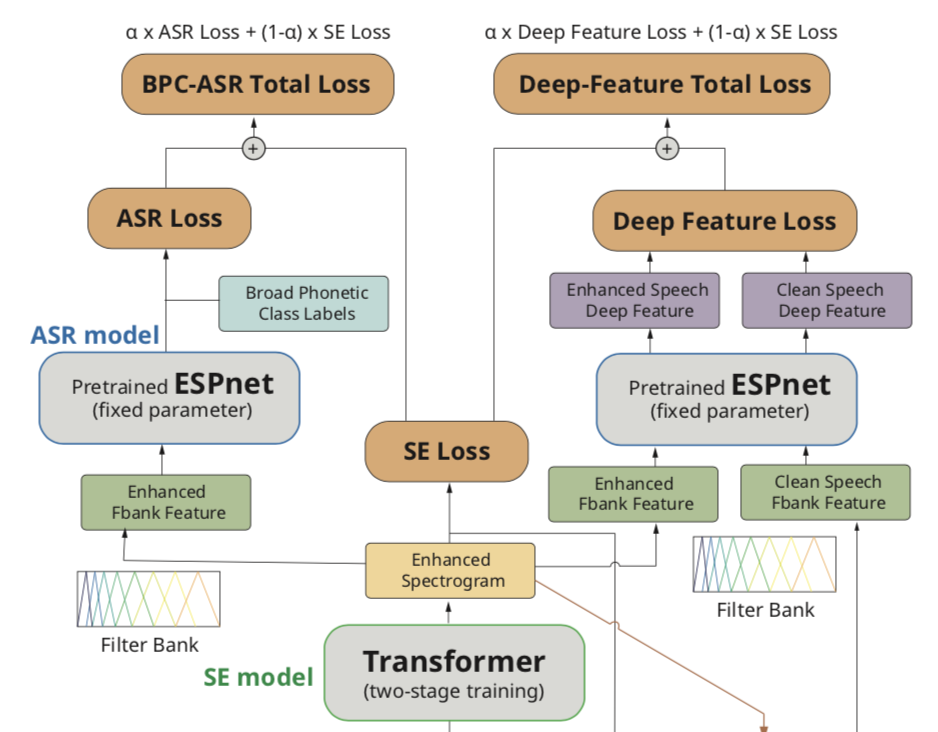 α x ASR Loss + (1-α) x SE Loss
α x Deep Feature Loss + (1-α) x SE Loss
BPC-ASR Total Loss
Deep-Feature Total Loss
+
+
ASR Loss
Deep Feature Loss
Broad Phonetic
Class Labels
Enhanced Speech
Deep Feature
Clean Speech
Deep Feature
ASR model
Pretrained ESPnet
(fixed parameter)
Pretrained ESPnet
(fixed parameter)
SE Loss
Enhanced
Fbank Feature
Enhanced
Fbank Feature
Clean Speech
Fbank Feature
Enhanced
Spectrogram
Filter Bank
Filter Bank
SE model
Transformer
(two-stage training)